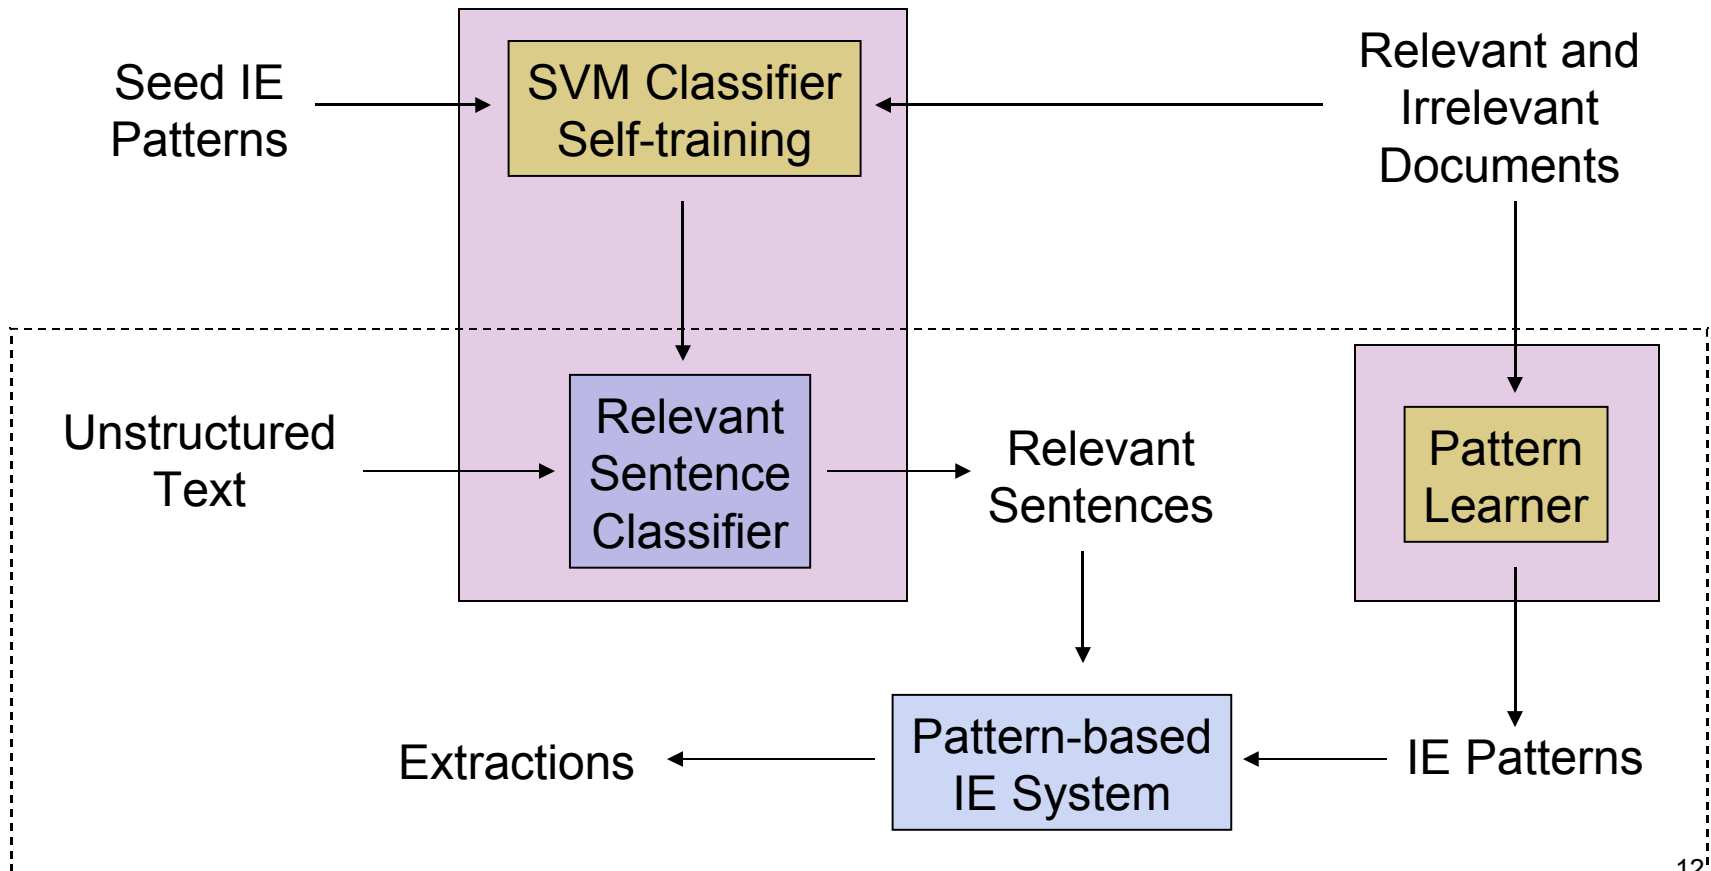 Seed IE
Patterns
SVM Classifier
Self-training
Relevant and
Irrelevant
Documents
Unstructured
Text
Relevant
Sentence
Classifier
Relevant
Sentences
Pattern
Learner
Extractions
Pattern-based
IE System
IE Patterns
12